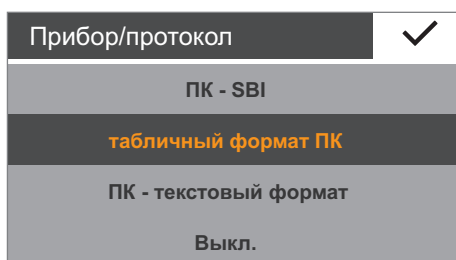 Прибор/протокол
ПК - SBI
табличный формат ПК
ПК - текстовый формат
Выкл.